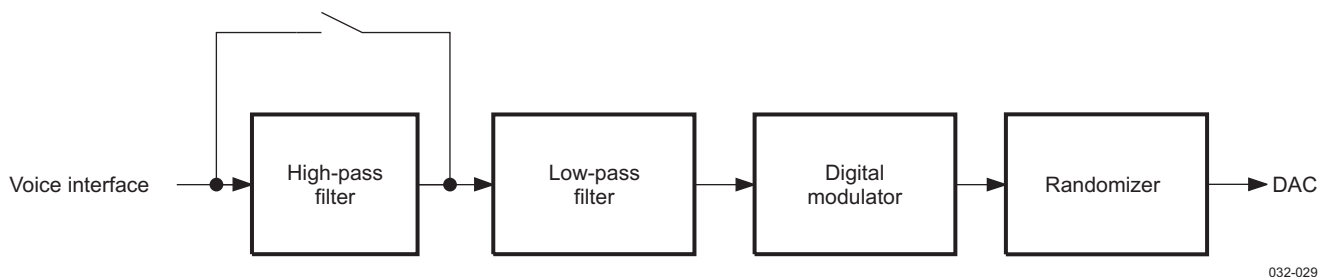 Voice interface
High-pass
filter
Low-pass
filter
Digital
modulator
Randomizer
DAC
032-029